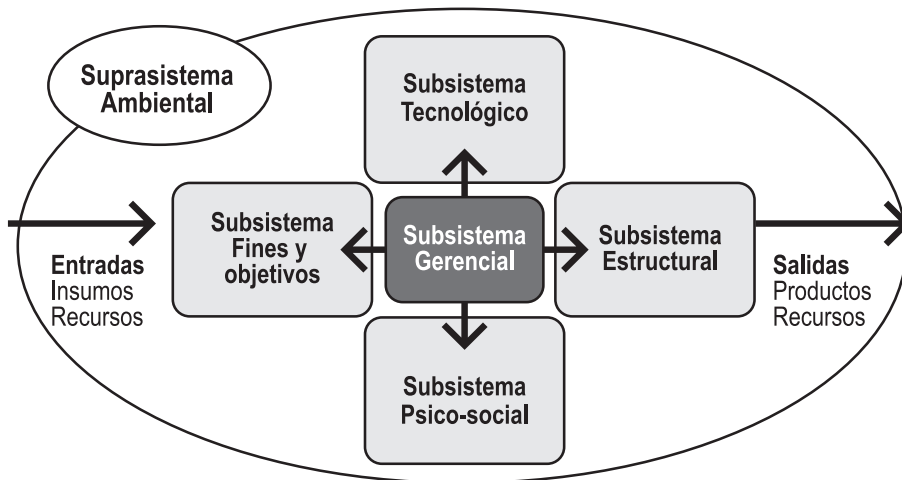 Suprasistema
Ambiental
Subsistema
Tecnológico
Subsistema
Fines y
objetivos
Subsistema
Gerencial
Subsistema
Estructural
Entradas
Insumos
Recursos
Salidas
Productos
Recursos
Subsistema
Psico-social